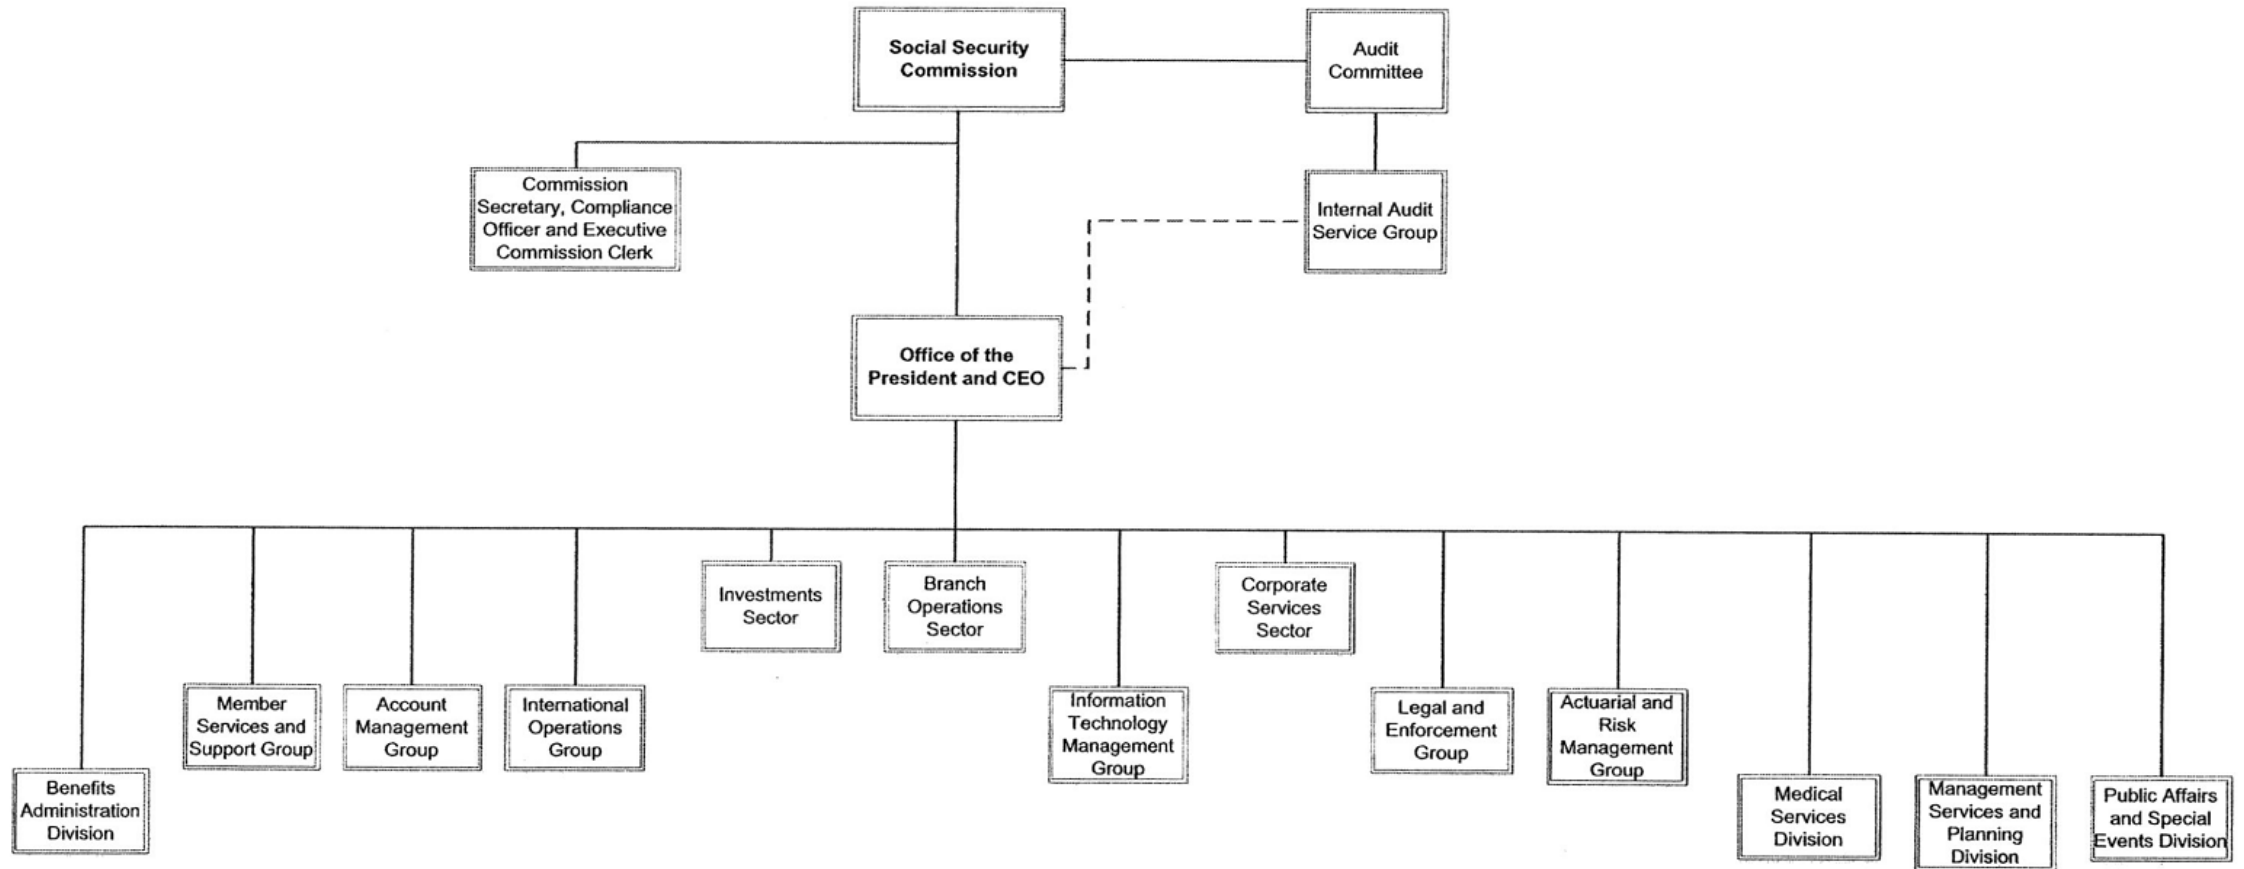 Social Security
Commission
Audit
Committee
Commission
Secretary, Compliance
Officer and Executive
Commission Clerk
Internal Audit
Service Group
Office of the
President and CEO
Investments
Sector
Branch
Operations
Sector
Corporate
Services
Sector
Member
Services and
Support Group
Account
Management
Group
International
Operations
Group
Information
Technology
Management
Group
Legal and
Enforcement
Group
Actuarial and
Risk
Management
Group
Benefits
Administration
Division
Medical
Services
Division
Management
Services and
Planning
Division
Public Affairs
and Special
Events Division